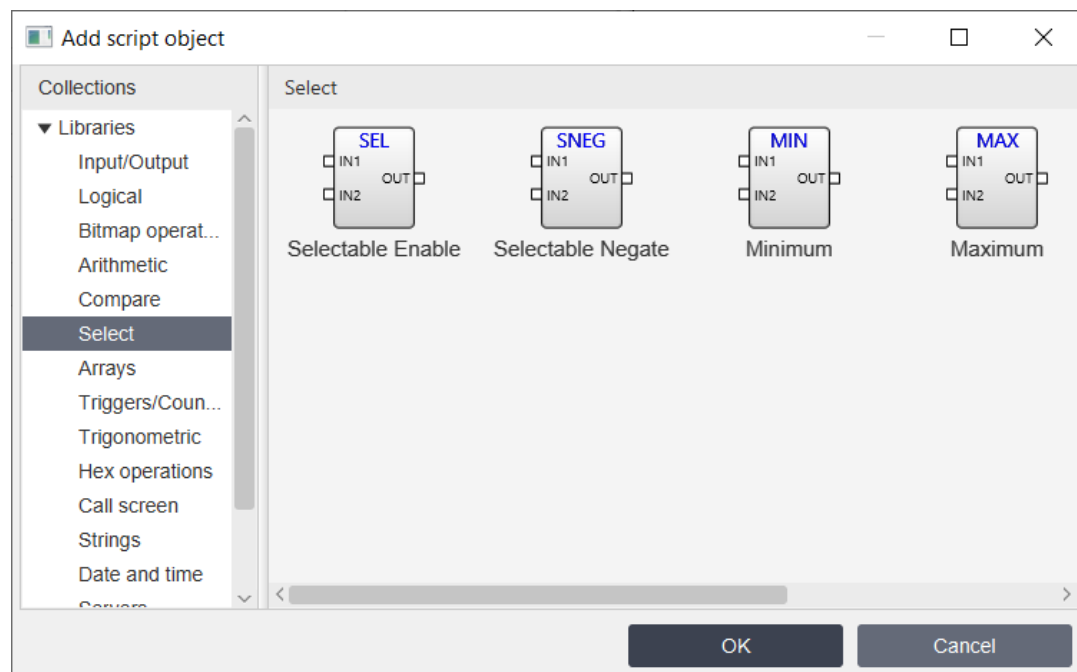 Add script object
Collections
Select
Libraries
Input/Output
Logical
Bitmap operat...
Arithmetic
Compare
Select
Arrays
Triggers/Coun...
Trigonometric
Hex operations
Call screen
Strings
Date and time
SEL
IN1
OUT
IN2
Selectable Enable
SNEG
IN1
OUT
IN2
Selectable Negate
MIN
IN1
OUT
IN2
Minimum
MAX
IN1
OUT
IN2
Maximum
OK
Cancel